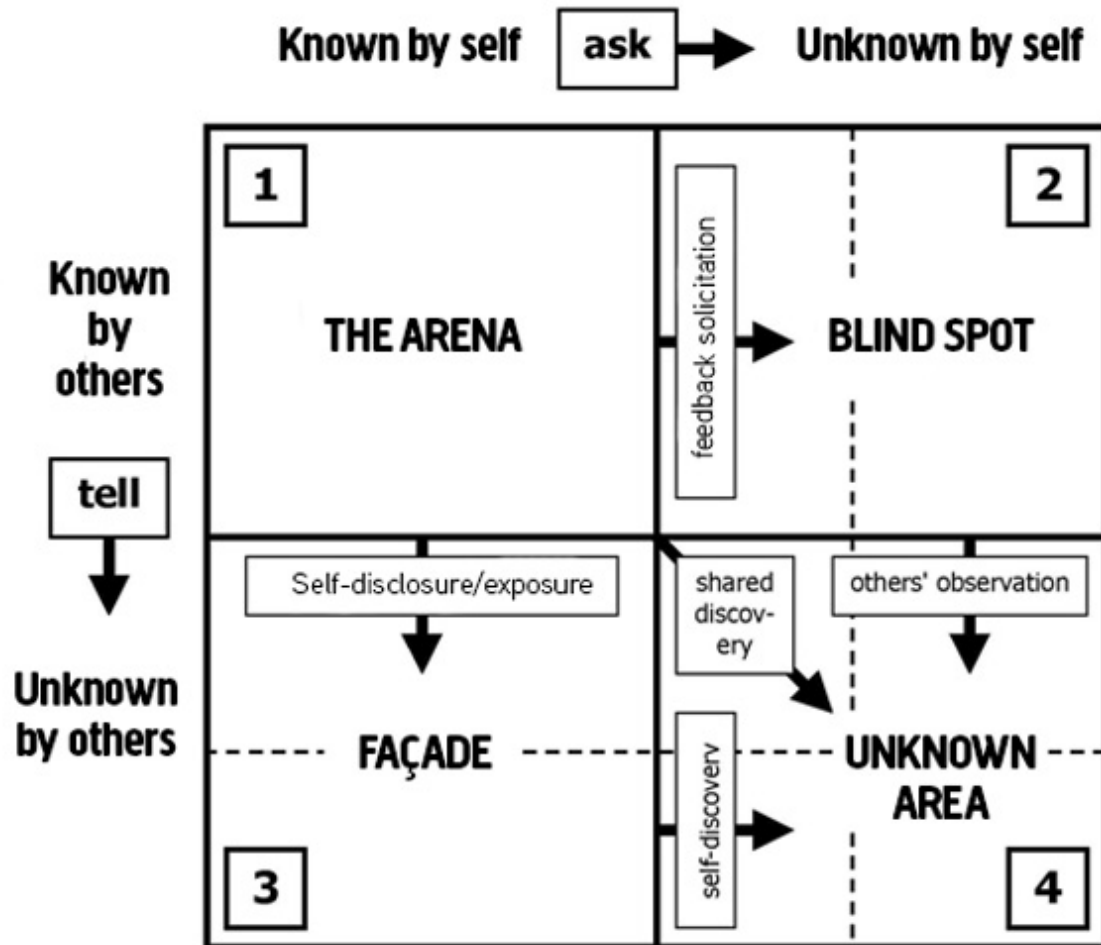 Known by self
ask
Unknown by self
1
2
Known
by
others
THE ARENA
feedback solicitation
BLIND SPOT
tell
Self-disclosure/exposure
shared
discov-
ery
others' observation
Unknown
by others
FAÇADE
self-discovery
UNKNOWN
AREA
3
4